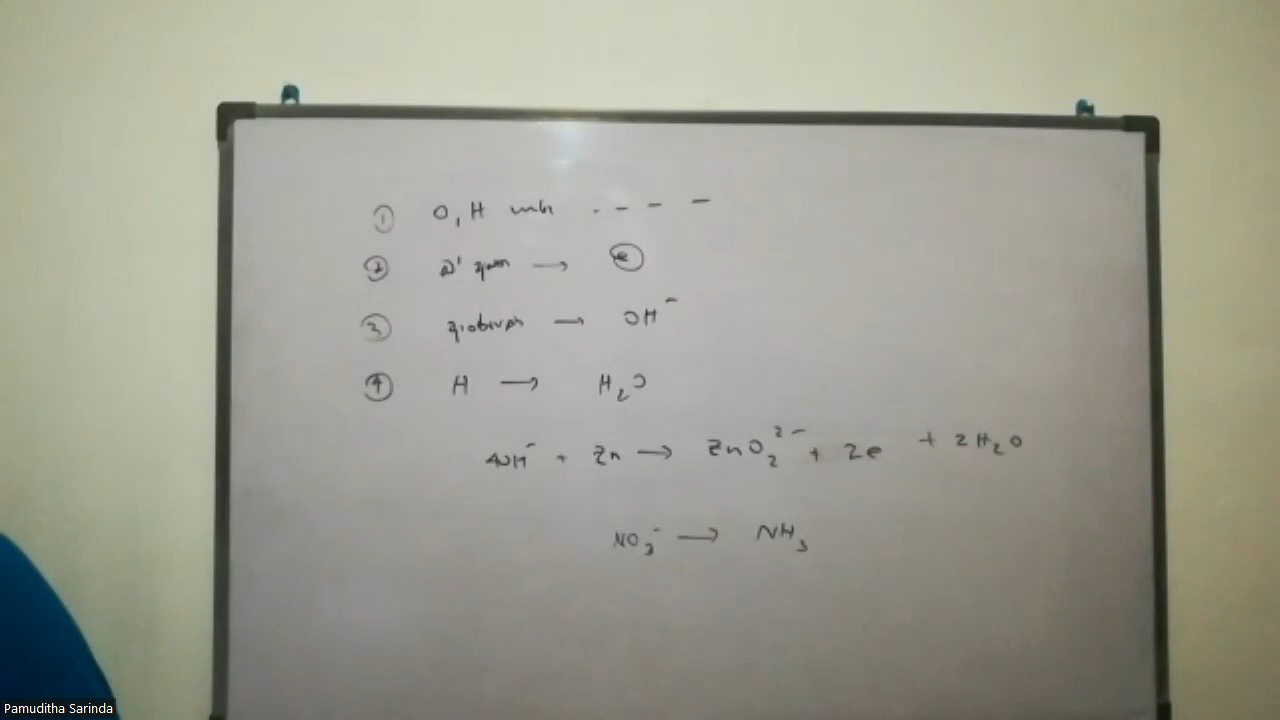 ① O, H . - - -
② → ⓔ
③ → OH⁻
④ H → H₂O
4OH⁻ + Zn → ZnO₂²⁻ + 2e + 2H₂O
NO₃⁻ → NH₃
Pamuditha Sarinda